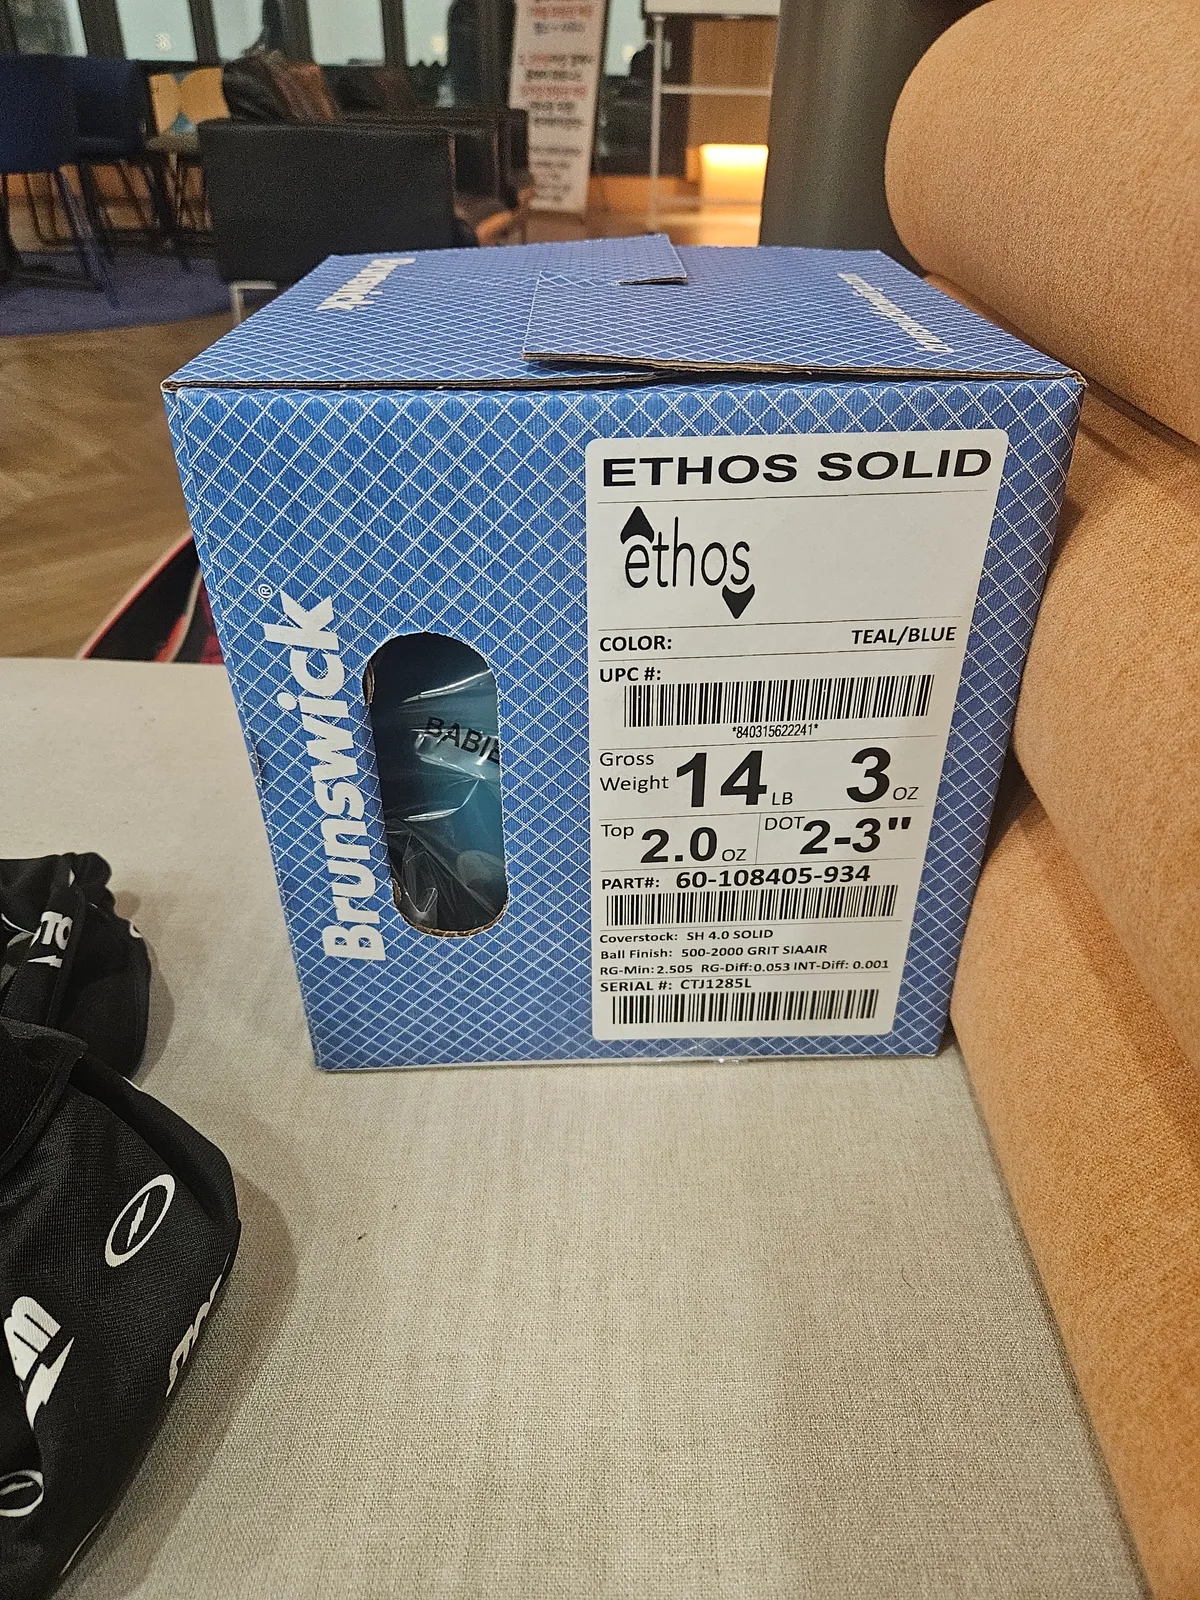 Brunswick
Brunswick®
BABIE
ETHOS SOLID
ethos
COLOR: TEAL/BLUE
UPC #:
*840315622241*
Gross Weight 14 LB 3 OZ
Top 2.0 OZ DOT 2-3"
PART#: 60-108405-934
Coverstock: SH 4.0 SOLID
Ball Finish: 500-2000 GRIT SIAAIR
RG-Min: 2.505 RG-Diff: 0.053 INT-Diff: 0.001
SERIAL #: CTJ1285L